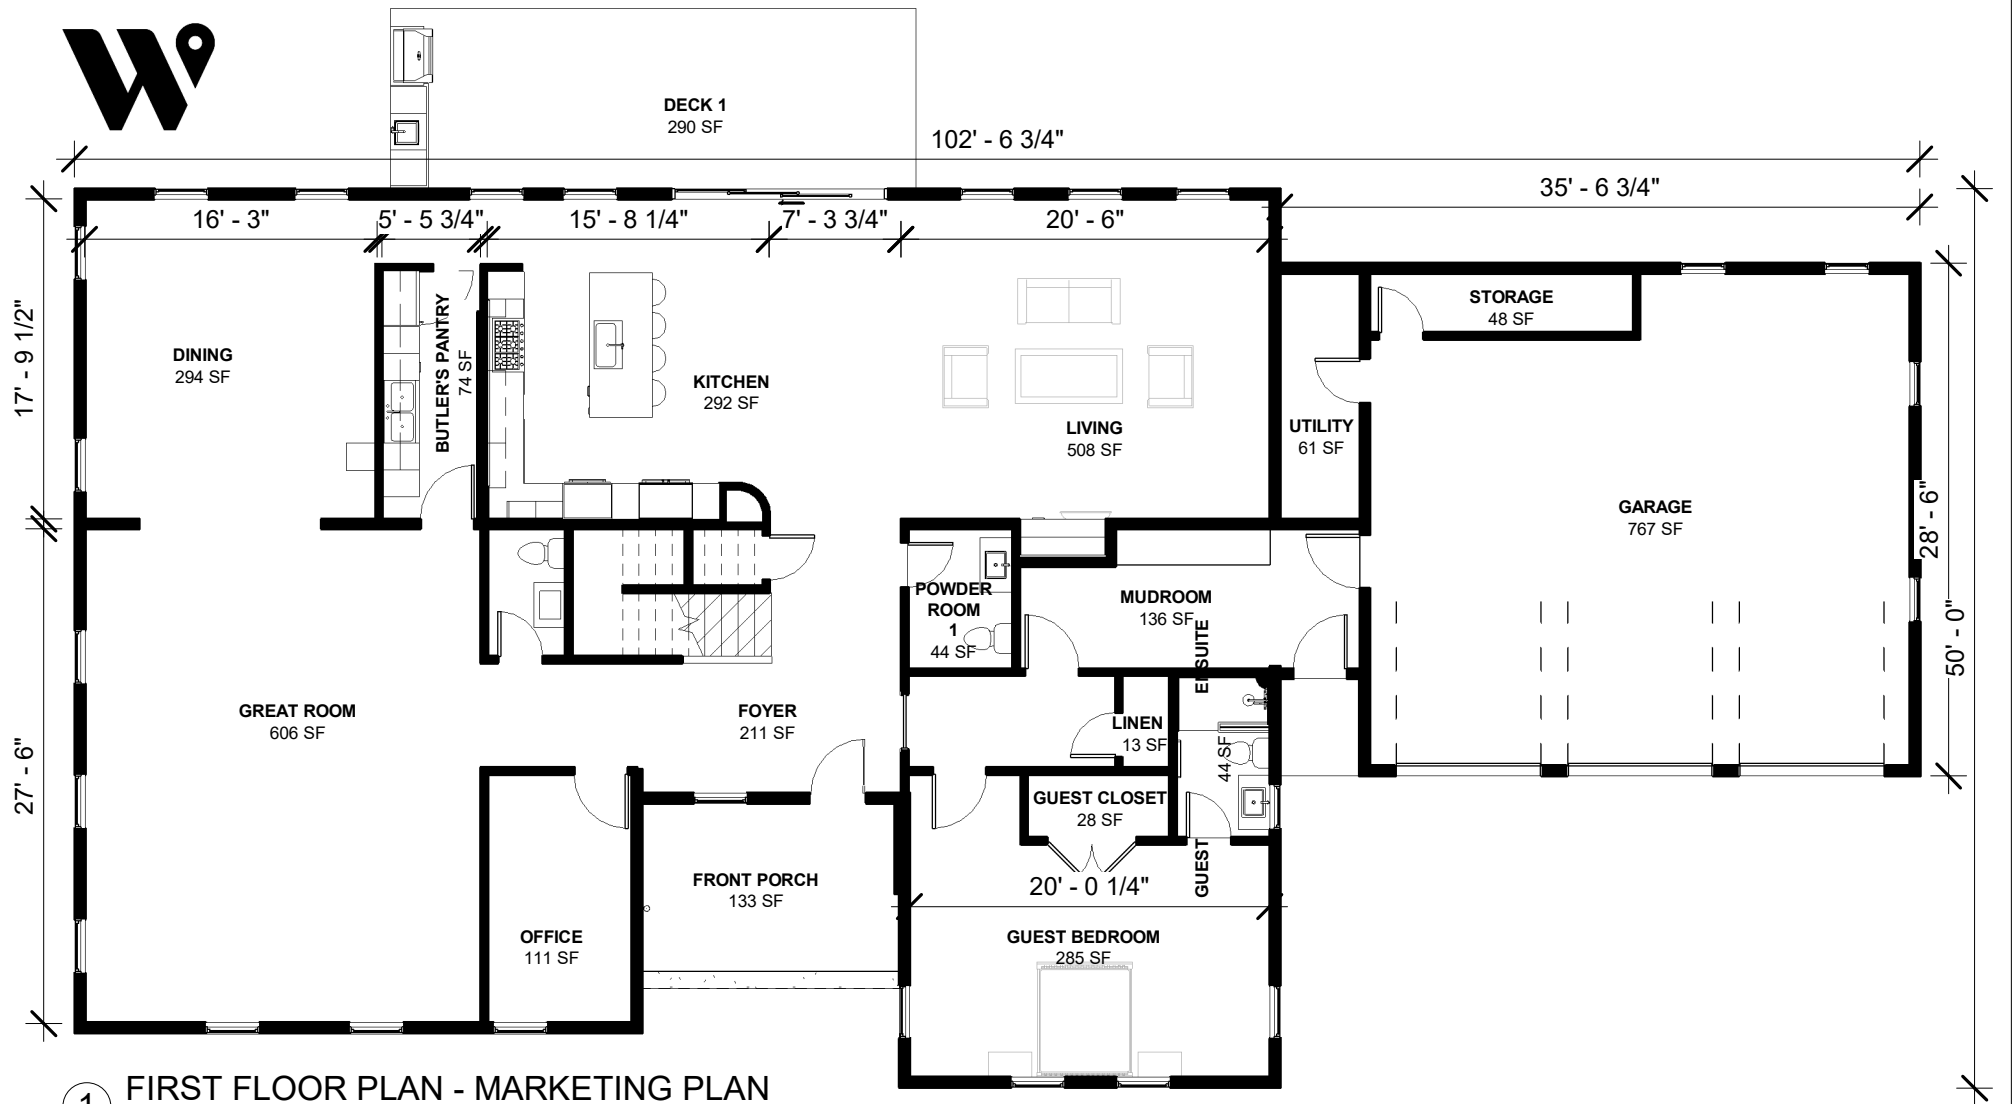 DECK 1
290 SF
102' - 6 3/4"
35' - 6 3/4"
16' - 3"
5' - 5 3/4"
15' - 8 1/4"
7' - 3 3/4"
20' - 6"
17' - 9 1/2"
DINING
294 SF
BUTLER'S PANTRY
74 SF
KITCHEN
292 SF
LIVING
508 SF
UTILITY
61 SF
STORAGE
48 SF
GARAGE
767 SF
28' - 6"
50' - 0"
POWDER
ROOM
1
44 SF
MUDROOM
136 SF
GUEST ENSUITE
44 SF
LINEN
13 SF
GREAT ROOM
606 SF
FOYER
211 SF
27' - 6"
GUEST CLOSET
28 SF
FRONT PORCH
133 SF
20' - 0 1/4"
OFFICE
111 SF
GUEST BEDROOM
285 SF
1
FIRST FLOOR PLAN - MARKETING PLAN